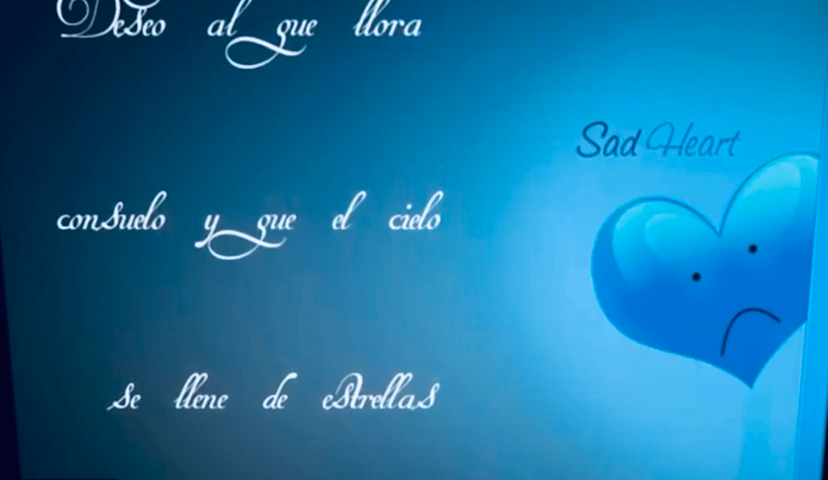 Deseo al que llora
Sad Heart
consuelo y que el cielo
se llene de estrellas